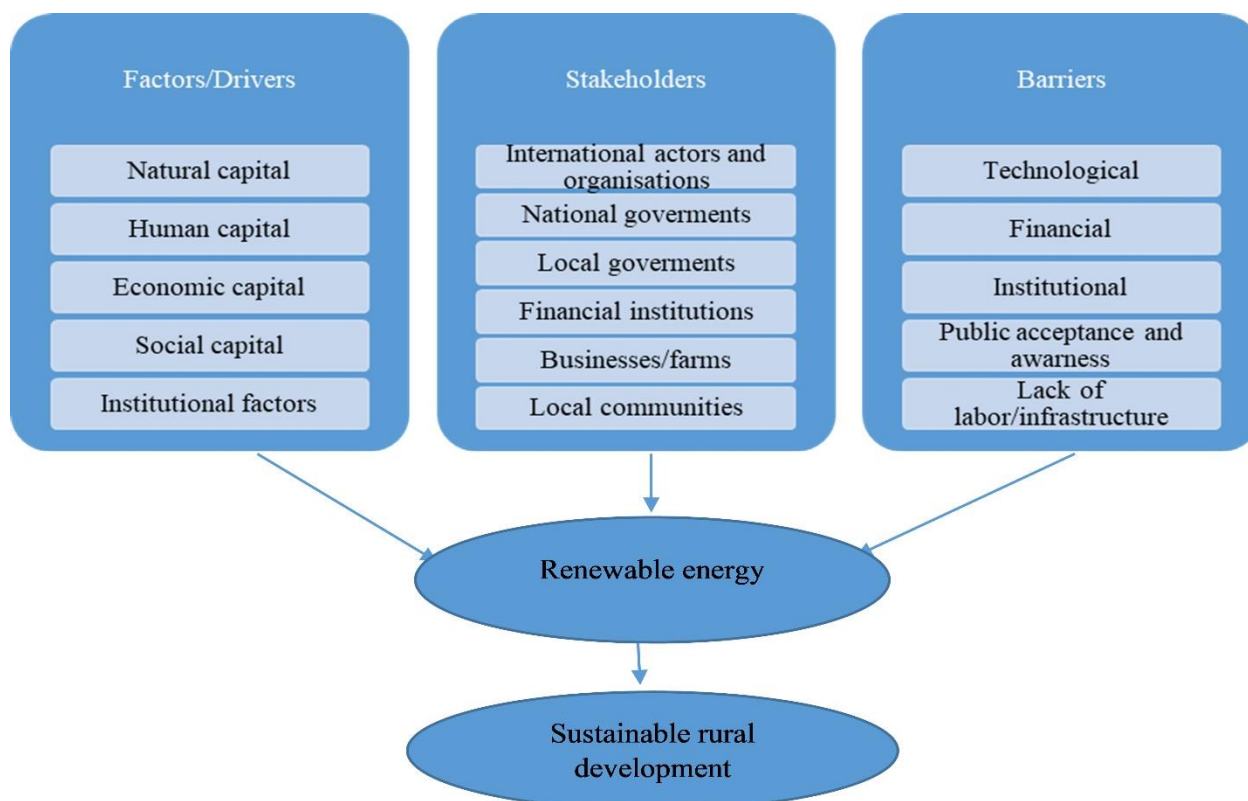 Factors/Drivers
Natural capital
Human capital
Economic capital
Social capital
Institutional factors
Stakeholders
International actors and
organisations
National goverments
Local goverments
Financial institutions
Businesses/farms
Local communities
Barriers
Technological
Financial
Institutional
Public acceptance and
awarness
Lack of
labor/infrastructure
Renewable energy
Sustainable rural
development